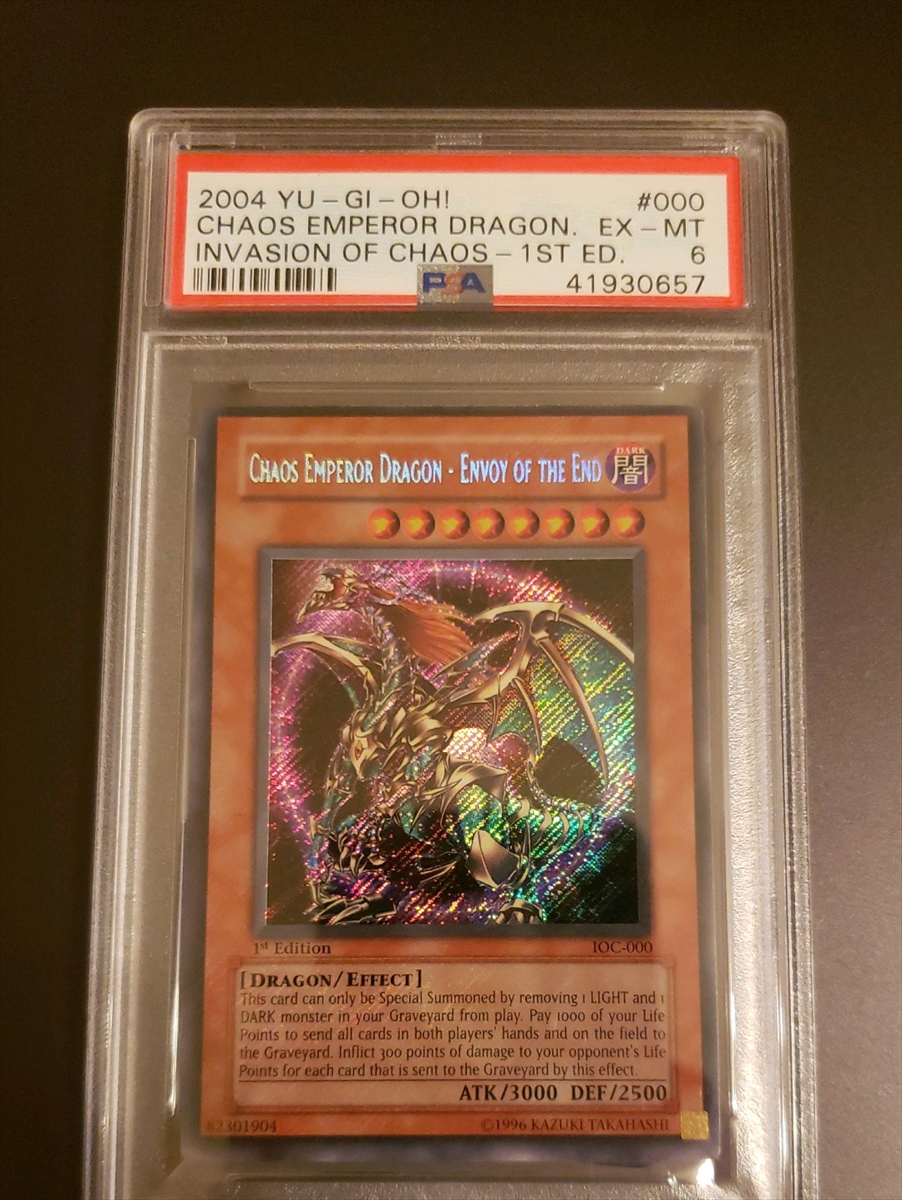 2004 YU-GI-OH! #000
CHAOS EMPEROR DRAGON. EX-MT
INVASION OF CHAOS-1ST ED. 6
PSA 41930657
CHAOS EMPEROR DRAGON - ENVOY OF THE END
DARK
闇
1st Edition IOC-000
[DRAGON/EFFECT]
This card can only be Special Summoned by removing 1 LIGHT and 1
DARK monster in your Graveyard from play. Pay 1000 of your Life
Points to send all cards in both players' hands and on the field to
the Graveyard. Inflict 300 points of damage to your opponent's Life
Points for each card that is sent to the Graveyard by this effect.
ATK/3000 DEF/2500
82301904 ©1996 KAZUKI TAKAHASHI